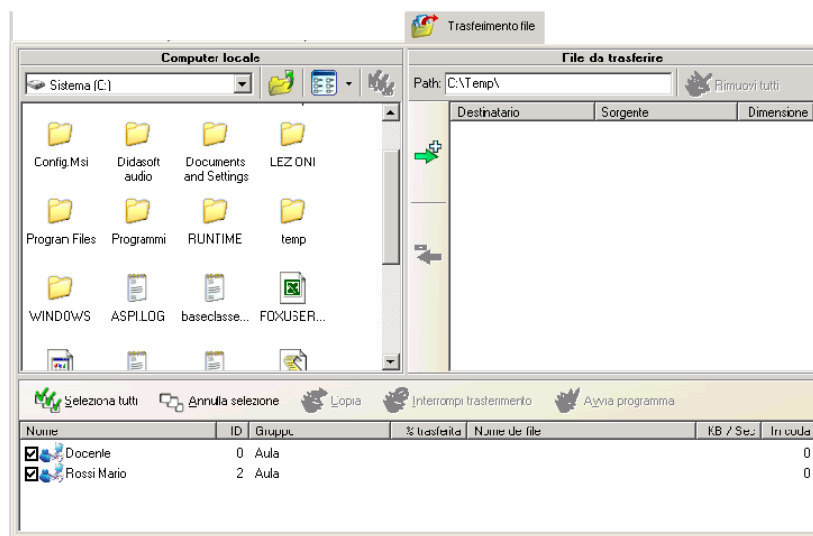 Trasferimento file
Computer locale
File da trasferire
Sistema (C:)
Path: C:\Temp\
Rimuovi tutti
Destinatario Sorgente Dimensione
Config.Msi Didasoft audio Documents and Settings LEZIONI
Program Files Programmi RUNTIME temp
WINDOWS ASPI.LOG baseclasse... FOXUSER...
Seleziona tutti Annulla selezione Copia Interrompi trasferimento Avvia programma
Nome ID Gruppo % trasferita Nome de file KB / Sec In coda
Docente 0 Aula 0
Rossi Mario 2 Aula 0